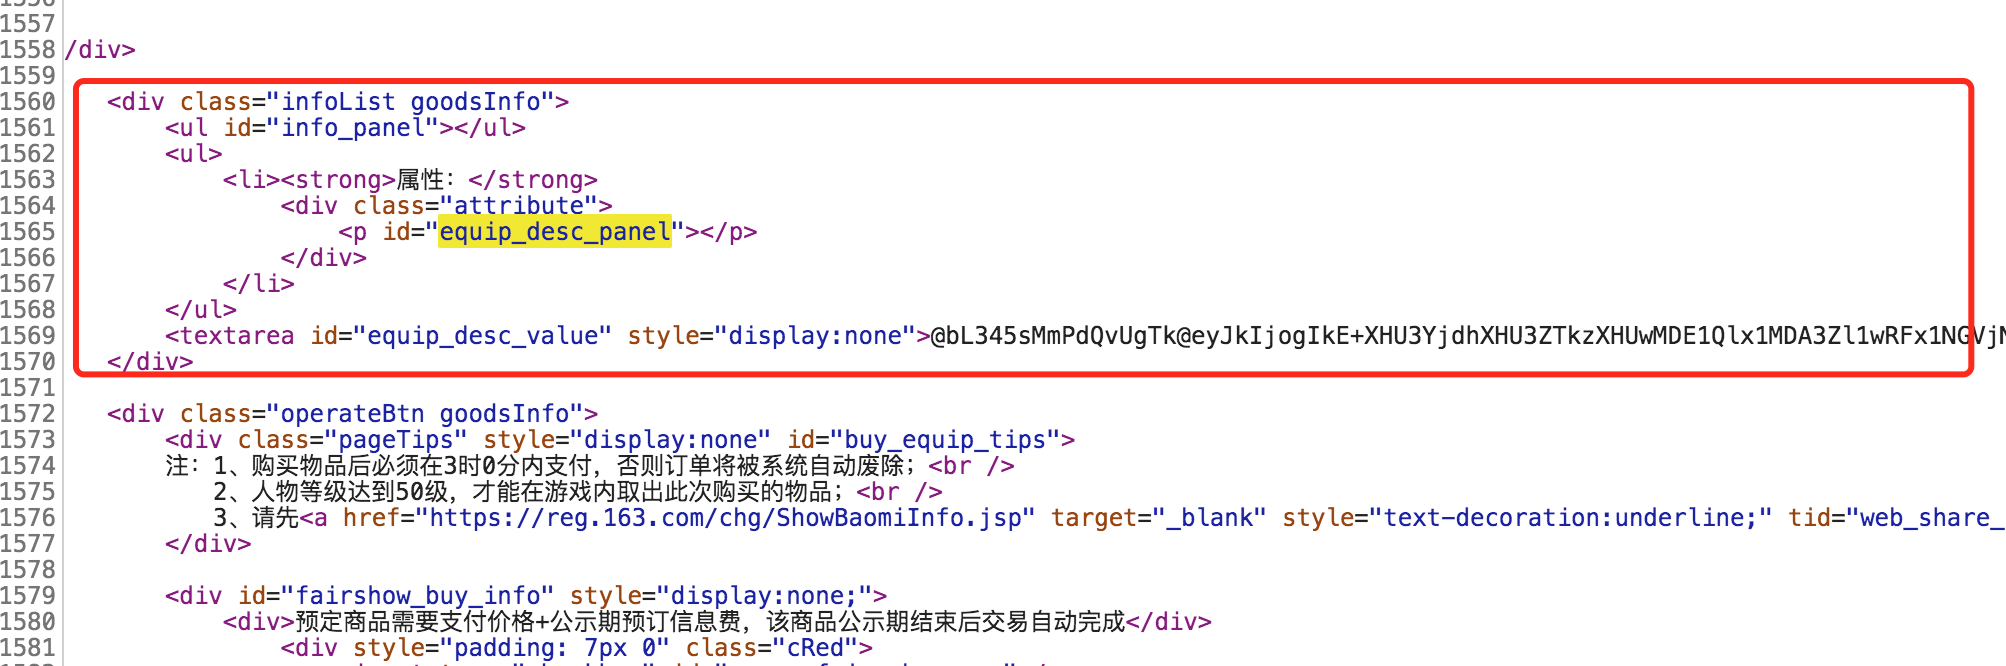 1557
1558 /div>
1559
1560 <div class="infoList goodsInfo">
1561 <ul id="info_panel"></ul>
1562 <ul>
1563 <li><strong>属性：</strong>
1564 <div class="attribute">
1565 <p id="equip_desc_panel"></p>
1566 </div>
1567 </li>
1568 </ul>
1569 <textarea id="equip_desc_value" style="display:none">@bL345sMmPdQvUgTk@eyJkIjogIkE+XHU3YjdhXHU3ZTkzXHUwMDE1Qlx1MDA3Zl1wRFx1NGVjN
1570 </div>
1571
1572 <div class="operateBtn goodsInfo">
1573 <div class="pageTips" style="display:none" id="buy_equip_tips">
1574 注：1、购买物品后必须在3时0分内支付，否则订单将被系统自动废除；<br />
1575 2、人物等级达到50级，才能在游戏内取出此次购买的物品；<br />
1576 3、请先<a href="https://reg.163.com/chg/ShowBaomiInfo.jsp" target="_blank" style="text-decoration:underline;" tid="web_share_
1577 </div>
1578
1579 <div id="fairshow_buy_info" style="display:none;">
1580 <div>预定商品需要支付价格+公示期预订信息费，该商品公示期结束后交易自动完成</div>
1581 <div style="padding: 7px 0" class="cRed">